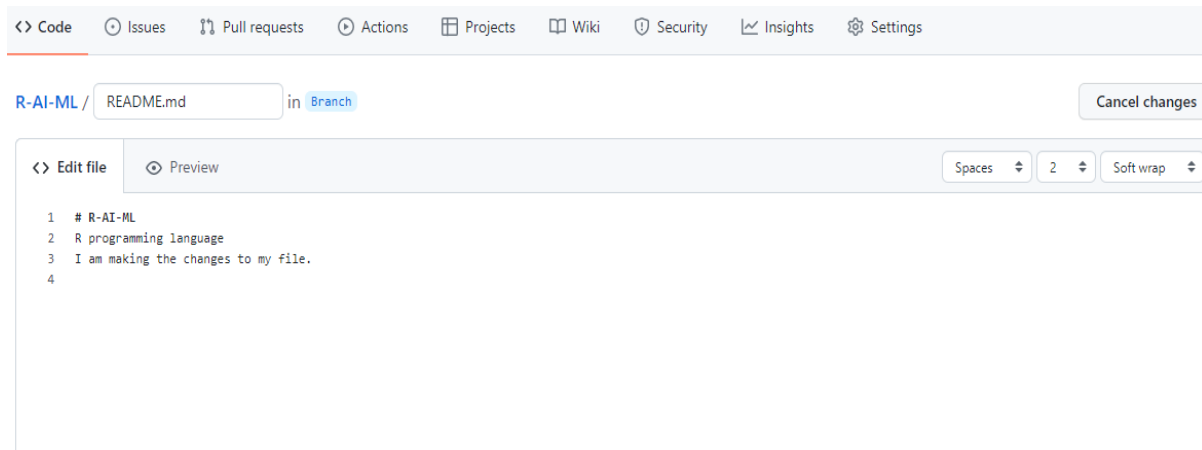 Code Issues Pull requests Actions Projects Wiki Security Insights Settings
R-AI-ML / README.md in Branch Cancel changes
<> Edit file Preview Spaces 2 Soft wrap
1 # R-AI-ML
2 R programming language
3 I am making the changes to my file.
4